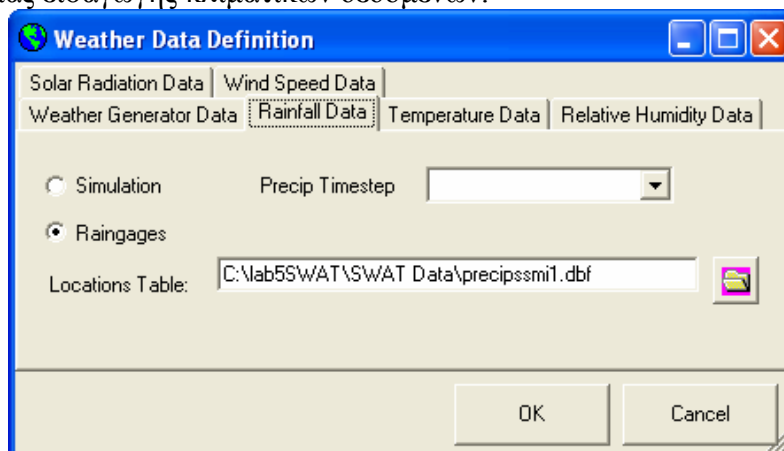 Weather Data Definition
Solar Radiation Data Wind Speed Data
Weather Generator Data Rainfall Data Temperature Data Relative Humidity Data
Simulation Precip Timestep
Raingages
Locations Table: C:\lab5SWAT\SWAT Data\precipssmi1.dbf
OK Cancel